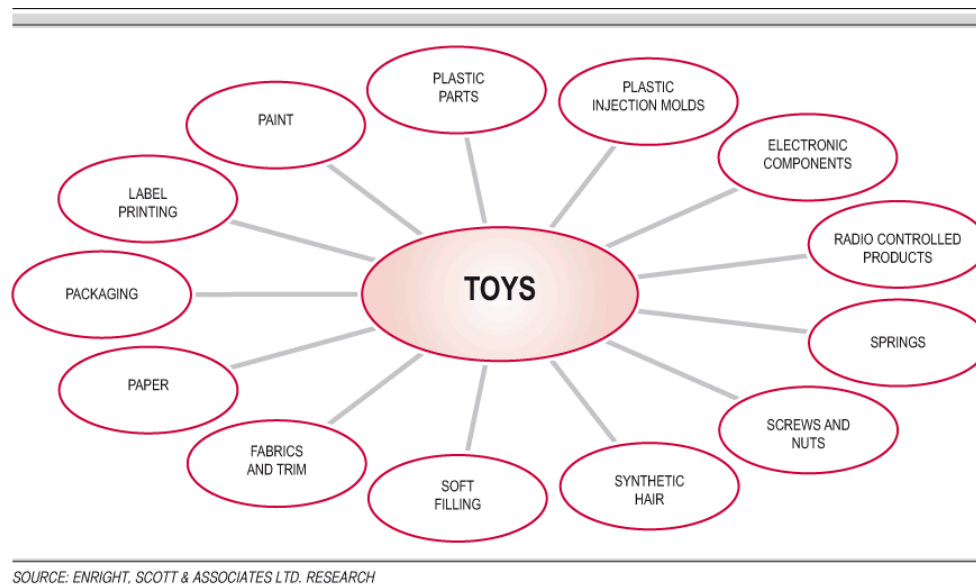 PLASTIC
PARTS
PLASTIC
INJECTION MOLDS
PAINT
ELECTRONIC
COMPONENTS
LABEL
PRINTING
RADIO CONTROLLED
PRODUCTS
TOYS
PACKAGING
SPRINGS
PAPER
SCREWS AND
NUTS
FABRICS
AND TRIM
SYNTHETIC
HAIR
SOFT
FILLING
SOURCE: ENRIGHT, SCOTT & ASSOCIATES LTD. RESEARCH